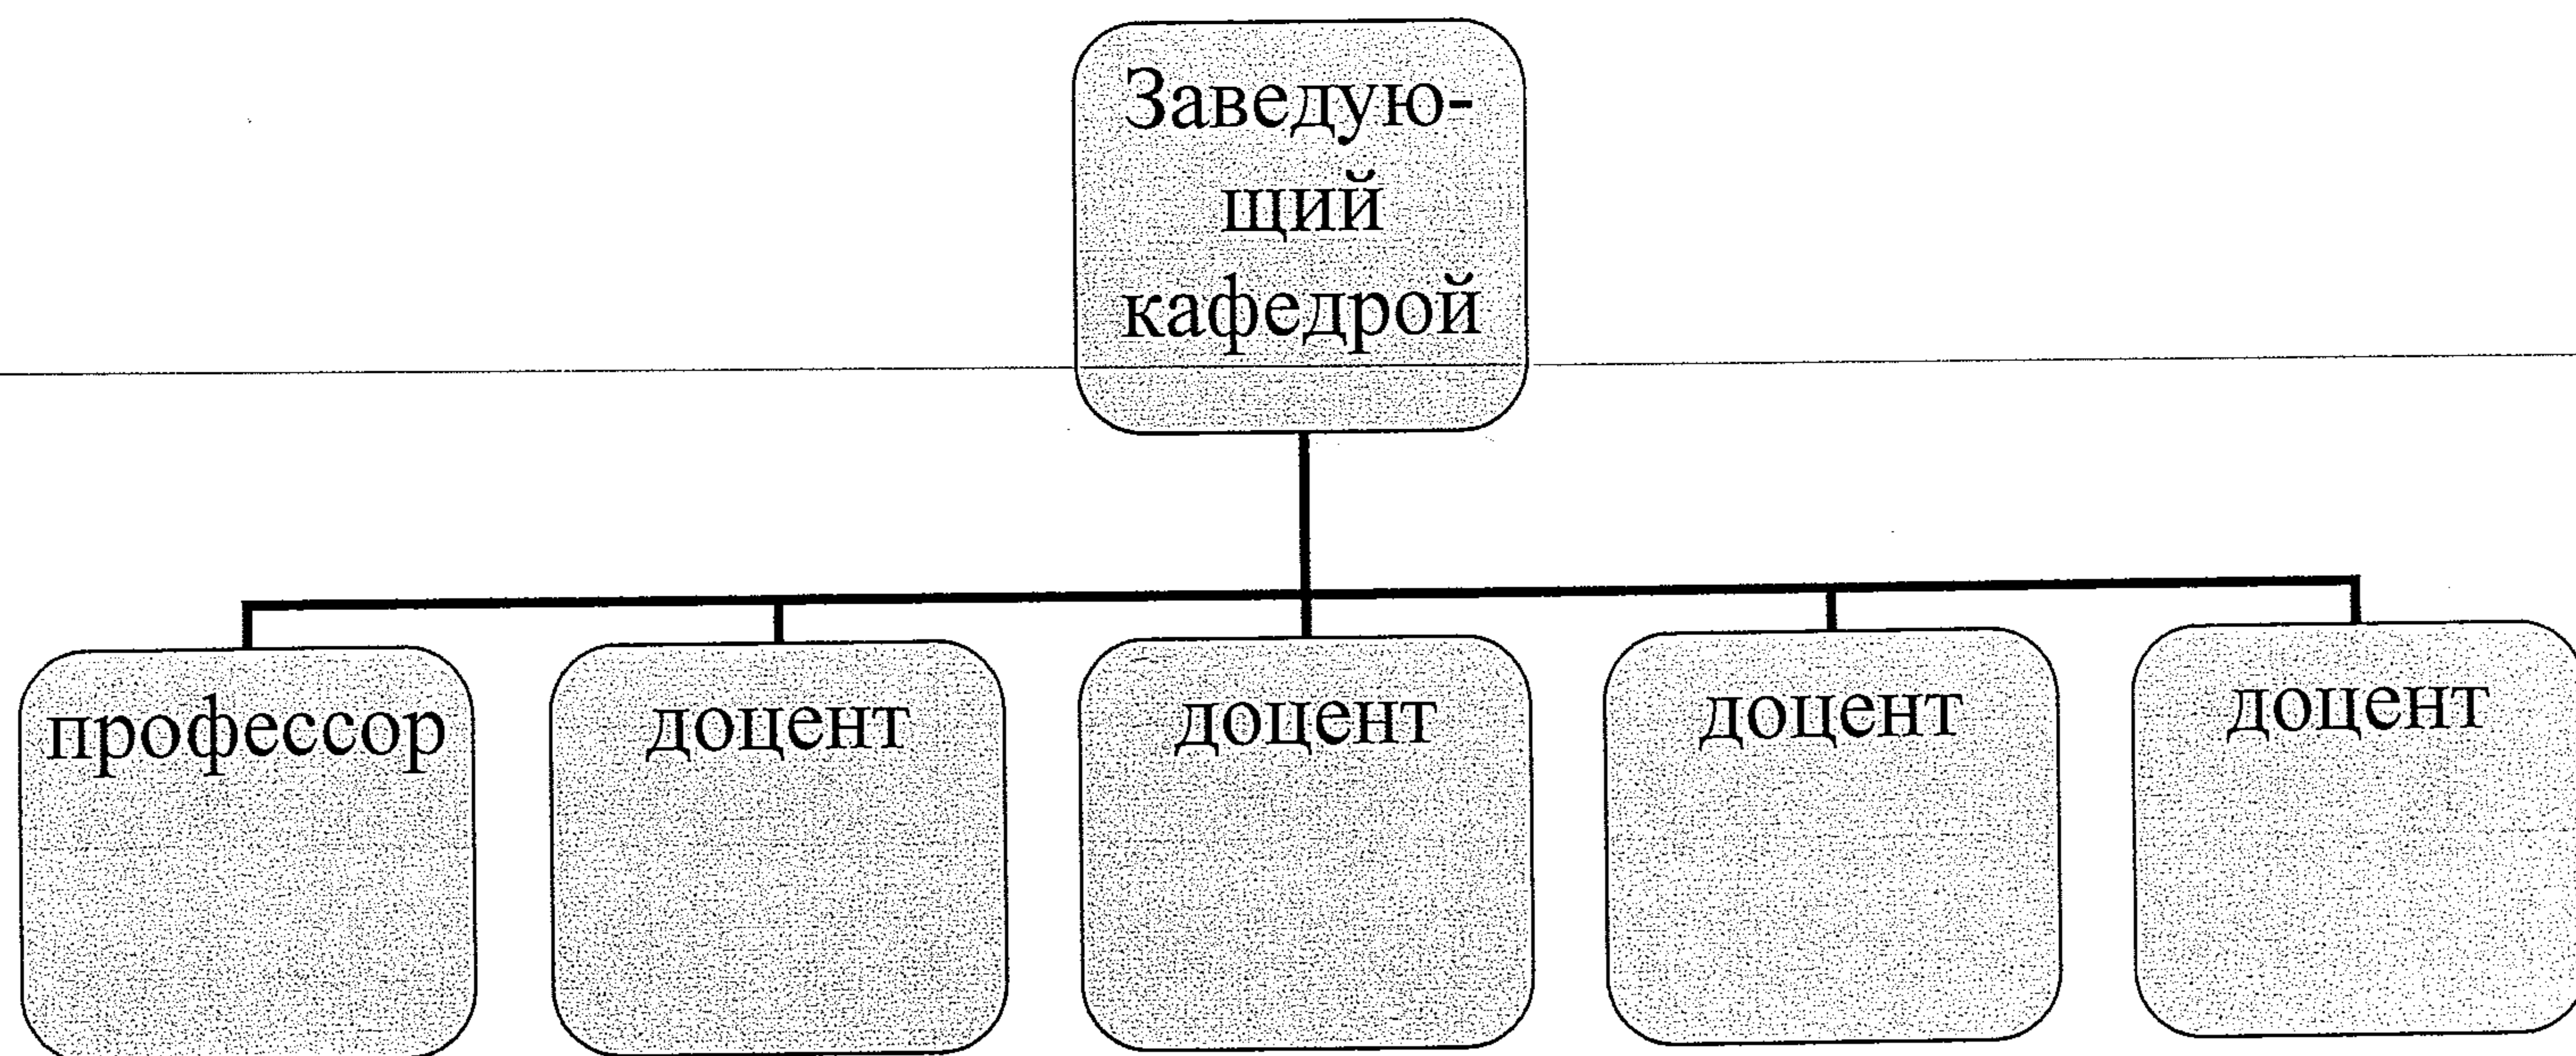 Заведую-
щий
кафедрой
профессор
доцент
доцент
доцент
доцент